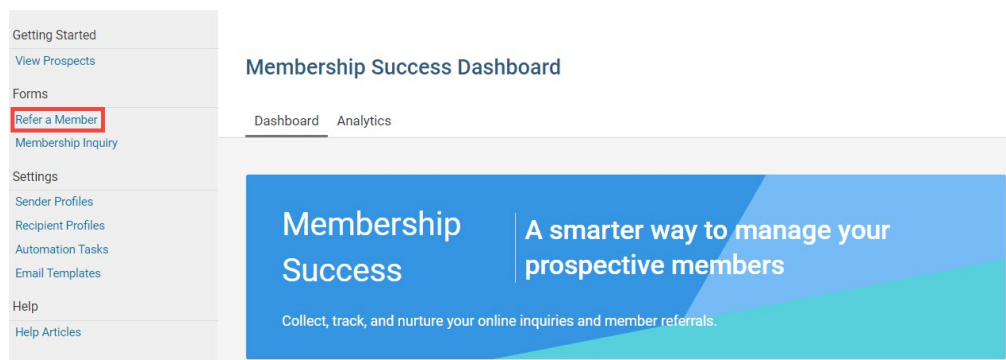 Getting Started
View Prospects
Forms
Refer a Member
Membership Inquiry
Settings
Sender Profiles
Recipient Profiles
Automation Tasks
Email Templates
Help
Help Articles
Membership Success Dashboard
Dashboard Analytics
Membership
Success
A smarter way to manage your
prospective members
Collect, track, and nurture your online inquiries and member referrals.